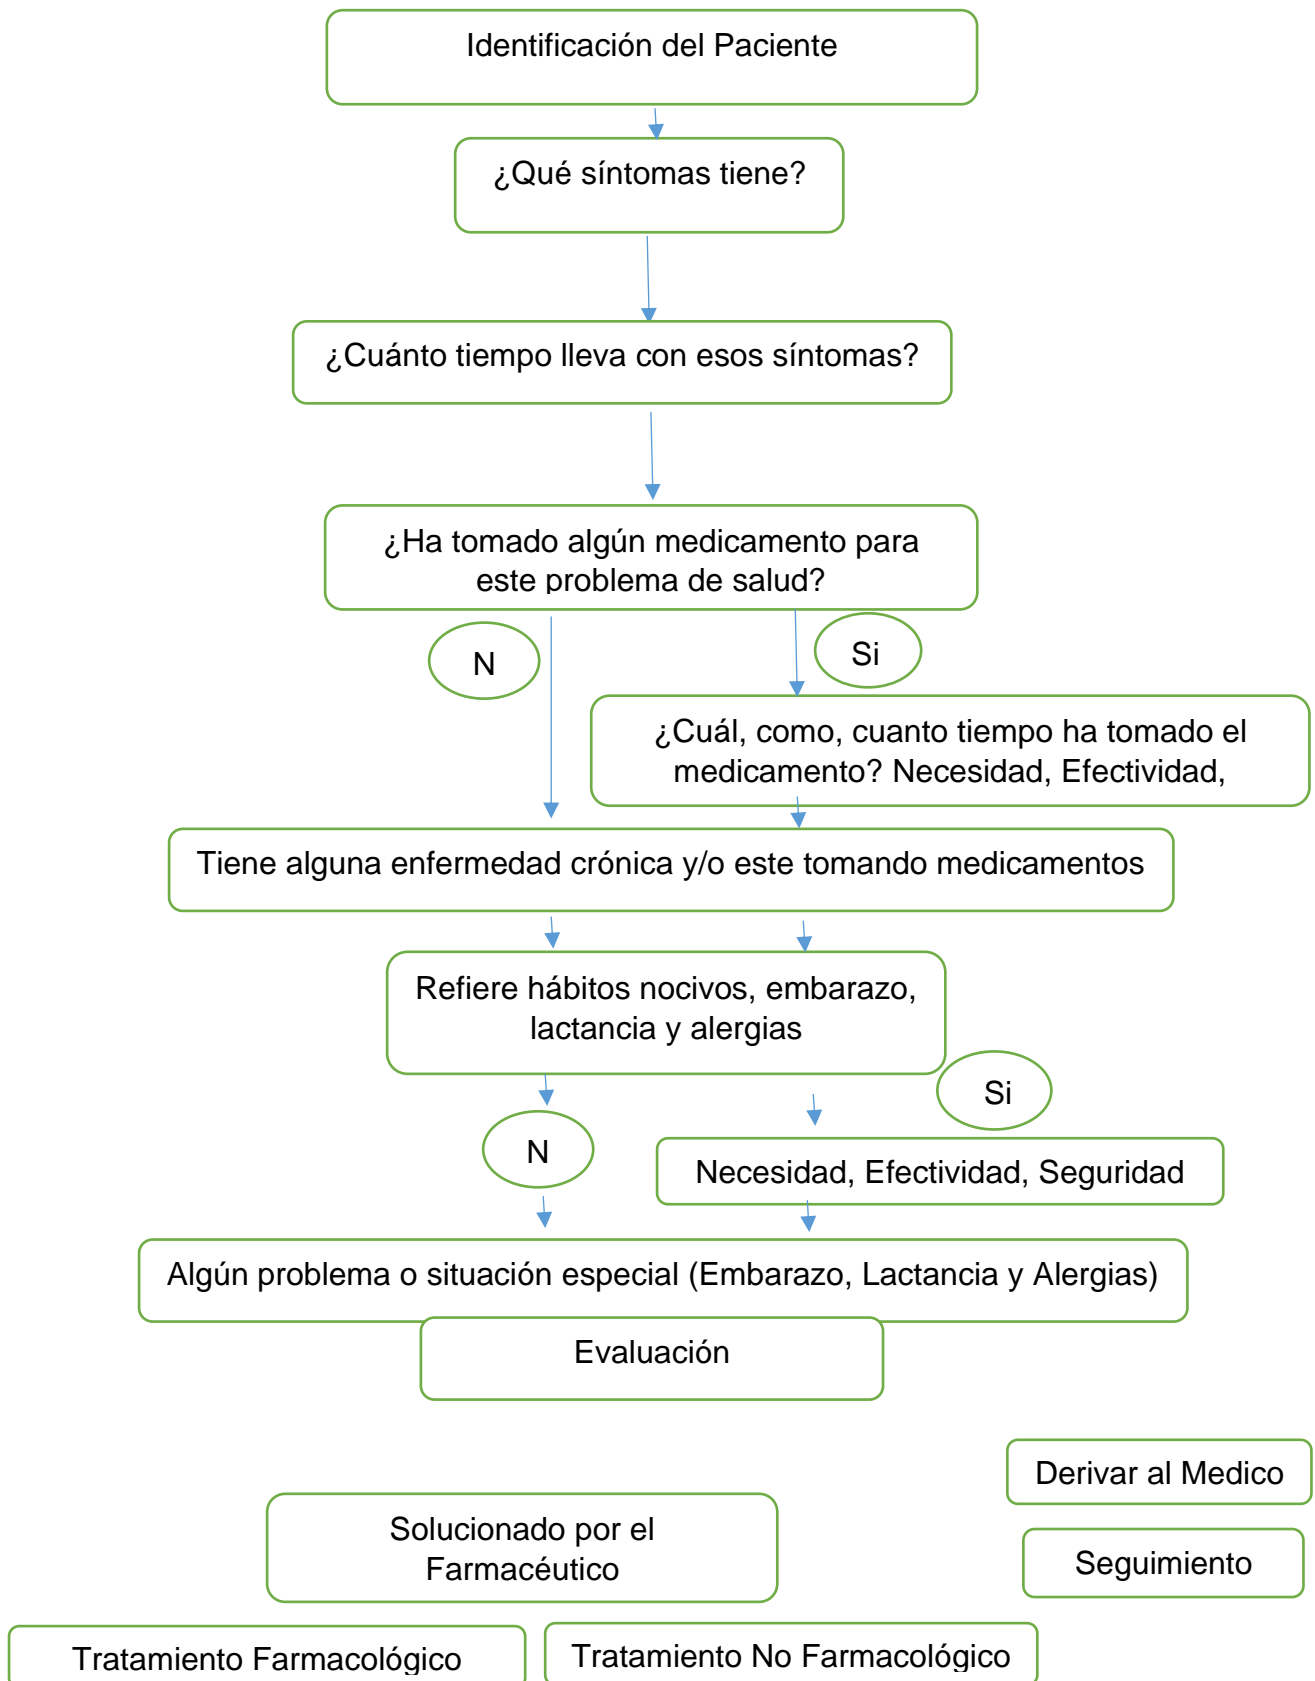 Identificación del Paciente
¿Qué síntomas tiene?
¿Cuánto tiempo lleva con esos síntomas?
¿Ha tomado algún medicamento para
este problema de salud?
N
Si
¿Cuál, como, cuanto tiempo ha tomado el
medicamento? Necesidad, Efectividad,
Tiene alguna enfermedad crónica y/o este tomando medicamentos
Refiere hábitos nocivos, embarazo,
lactancia y alergias
Si
N
Necesidad, Efectividad, Seguridad
Algún problema o situación especial (Embarazo, Lactancia y Alergias)
Evaluación
Derivar al Medico
Solucionado por el
Farmacéutico
Seguimiento
Tratamiento Farmacológico
Tratamiento No Farmacológico